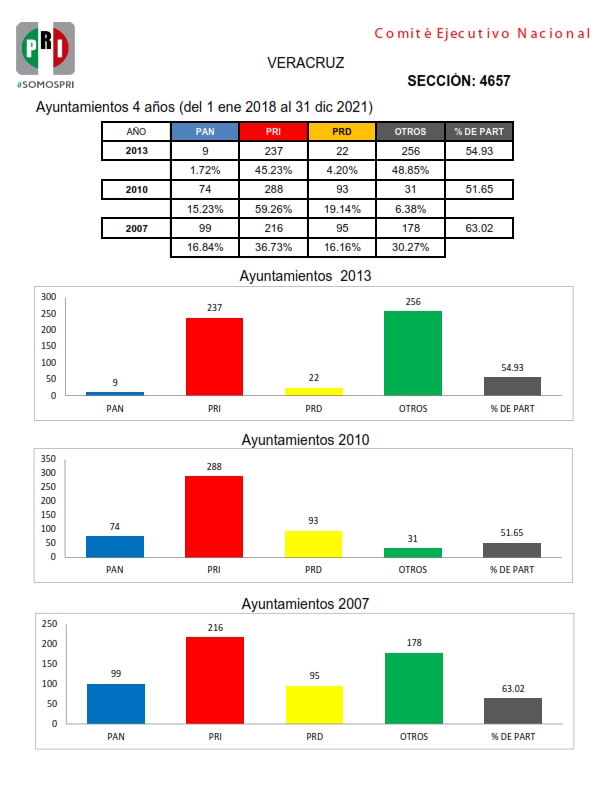 Comité Ejecutivo Nacional
PRI
#SOMOSPRI
VERACRUZ
SECCIÒN: 4657
Ayuntamientos 4 años (del 1 ene 2018 al 31 dic 2021)
AÑO PAN PRI PRD OTROS % DE PART
2013 9 237 22 256 54.93
1.72% 45.23% 4.20% 48.85%
2010 74 288 93 31 51.65
15.23% 59.26% 19.14% 6.38%
2007 99 216 95 178 63.02
16.84% 36.73% 16.16% 30.27%
Ayuntamientos 2013
300
250
200
150
100
50
0
9 237 22 256 54.93
PAN PRI PRD OTROS % DE PART
Ayuntamientos 2010
350
300
250
200
150
100
50
0
74 288 93 31 51.65
PAN PRI PRD OTROS % DE PART
Ayuntamientos 2007
250
200
150
100
50
0
99 216 95 178 63.02
PAN PRI PRD OTROS % DE PART